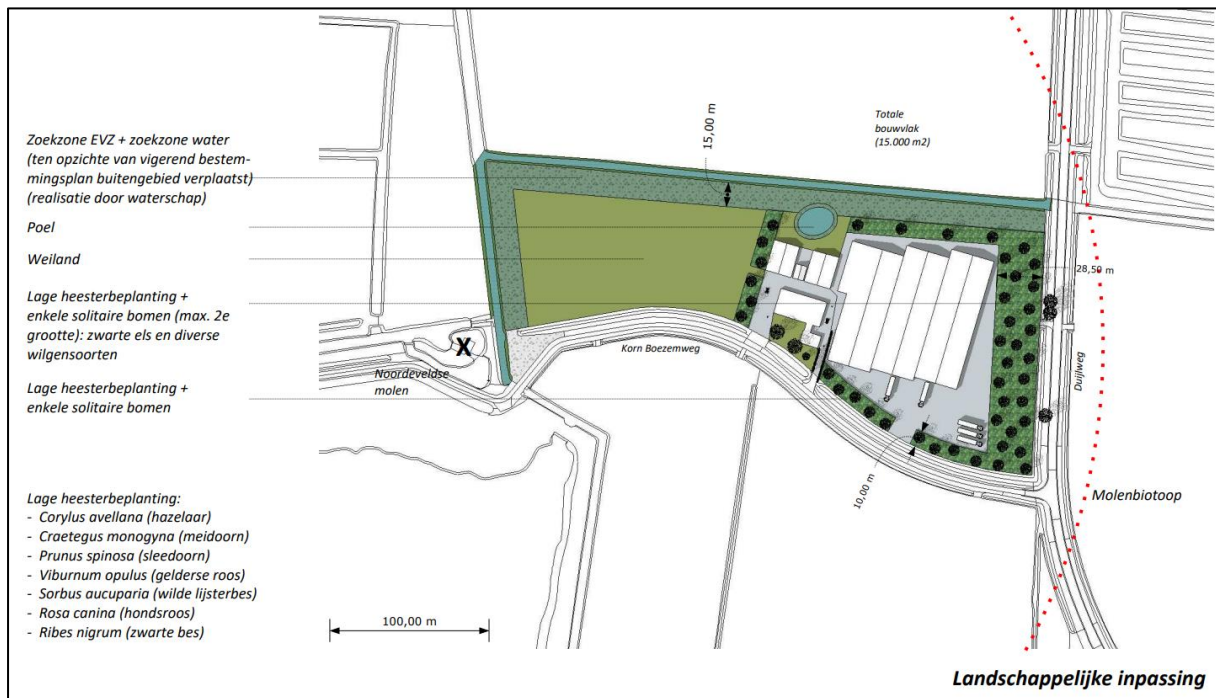 Zoekzone EVZ + zoekzone water
(ten opzichte van vigerend bestem-
mingsplan buitengebied verplaatst)
(realisatie door waterschap)
Poel
Weiland
Lage heesterbeplanting +
enkele solitaire bomen (max. 2e
grootte): zwarte els en diverse
wilgensoorten
Lage heesterbeplanting +
enkele solitaire bomen
Lage heesterbeplanting:
- Corylus avellana (hazelaar)
- Craetegus monogyna (meidoorn)
- Prunus spinosa (sleedoorn)
- Viburnum opulus (gelderse roos)
- Sorbus aucuparia (wilde lijsterbes)
- Rosa canina (hondsroos)
- Ribes nigrum (zwarte bes)
15,00 m
Totale
bouwvlak
(15.000 m2)
28,50 m
X
Noordeveldse
molen
Korn Boezemweg
Duijlweg
10,00 m
Molenbiotoop
100,00 m
Landschappelijke inpassing